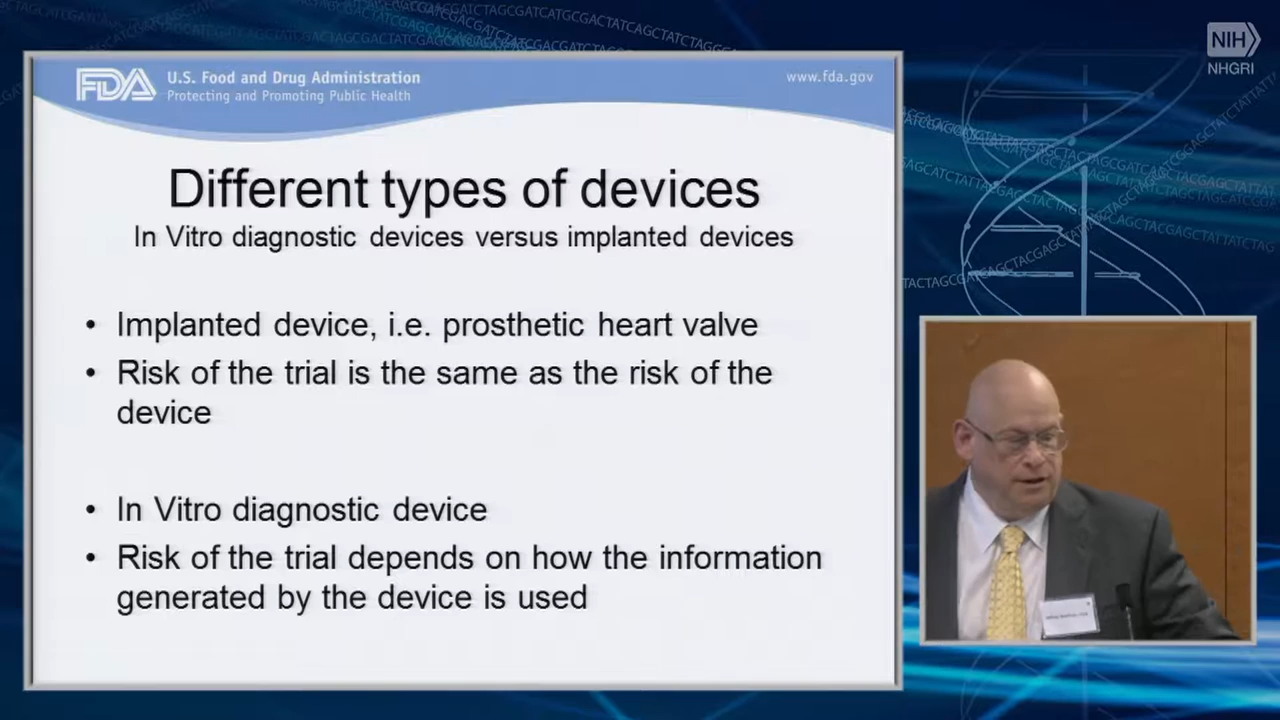 NIH
NHGRI
FDA U.S. Food and Drug Administration
Protecting and Promoting Public Health
www.fda.gov
Different types of devices
In Vitro diagnostic devices versus implanted devices
• Implanted device, i.e. prosthetic heart valve
• Risk of the trial is the same as the risk of the
device
• In Vitro diagnostic device
• Risk of the trial depends on how the information
generated by the device is used